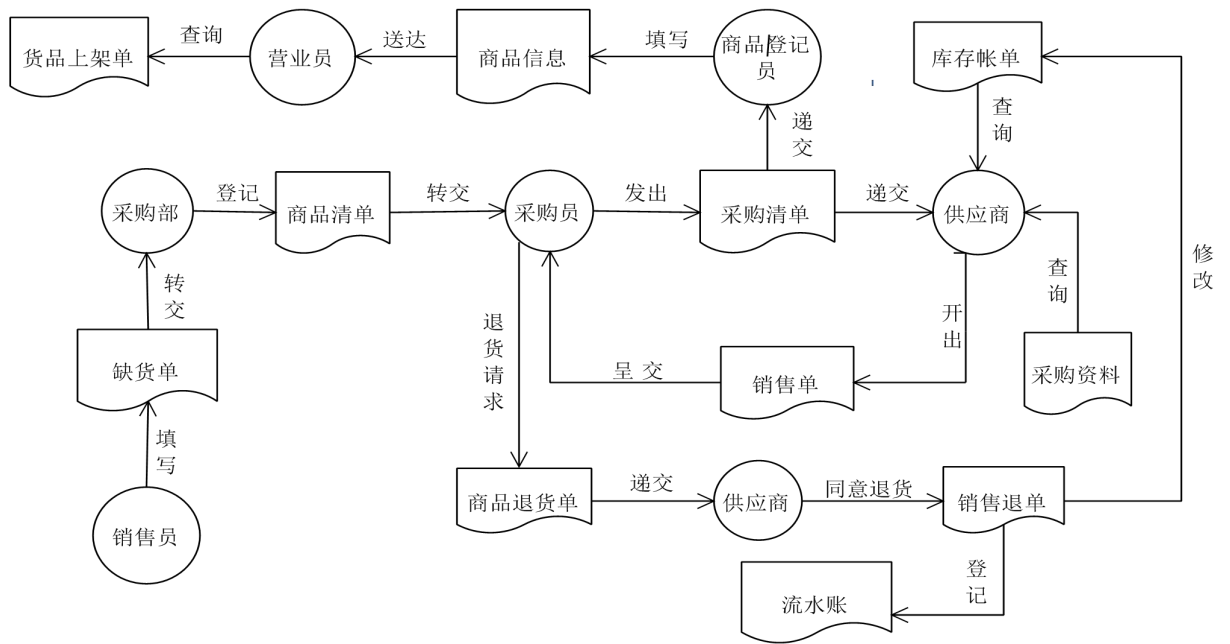 货品上架单
查询
营业员
送达
商品信息
填写
商品登记
员
库存帐单
查
询
递
交
采购部
登记
商品清单
转交
采购员
发出
采购清单
递交
供应商
修
改
转
交
查
询
开
出
退
货
请
求
缺货单
呈 交
销售单
采购资料
填
写
商品退货单
递交
供应商
同意退货
销售退单
销售员
登
记
流水账